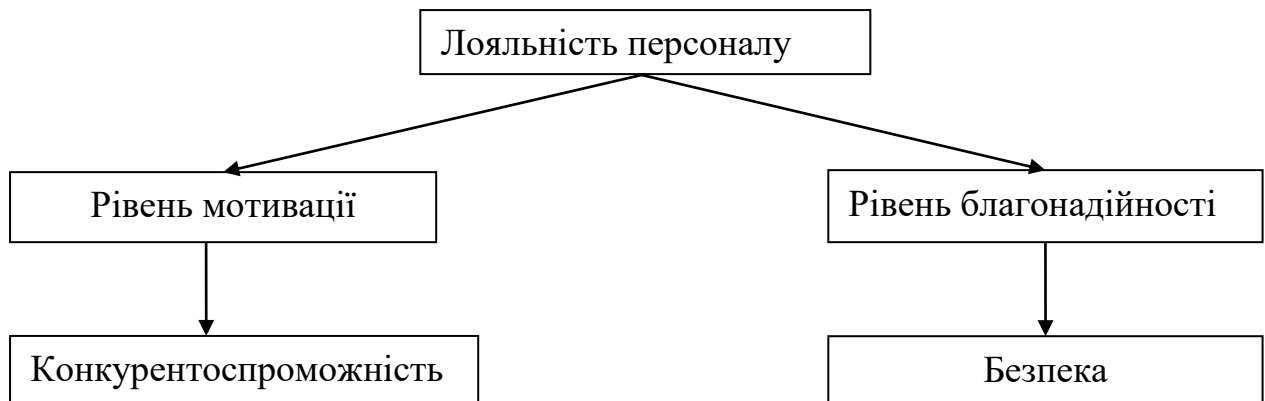 Лояльність персоналу
Рівень мотивації
Рівень благонадійності
Конкурентоспроможність
Безпека